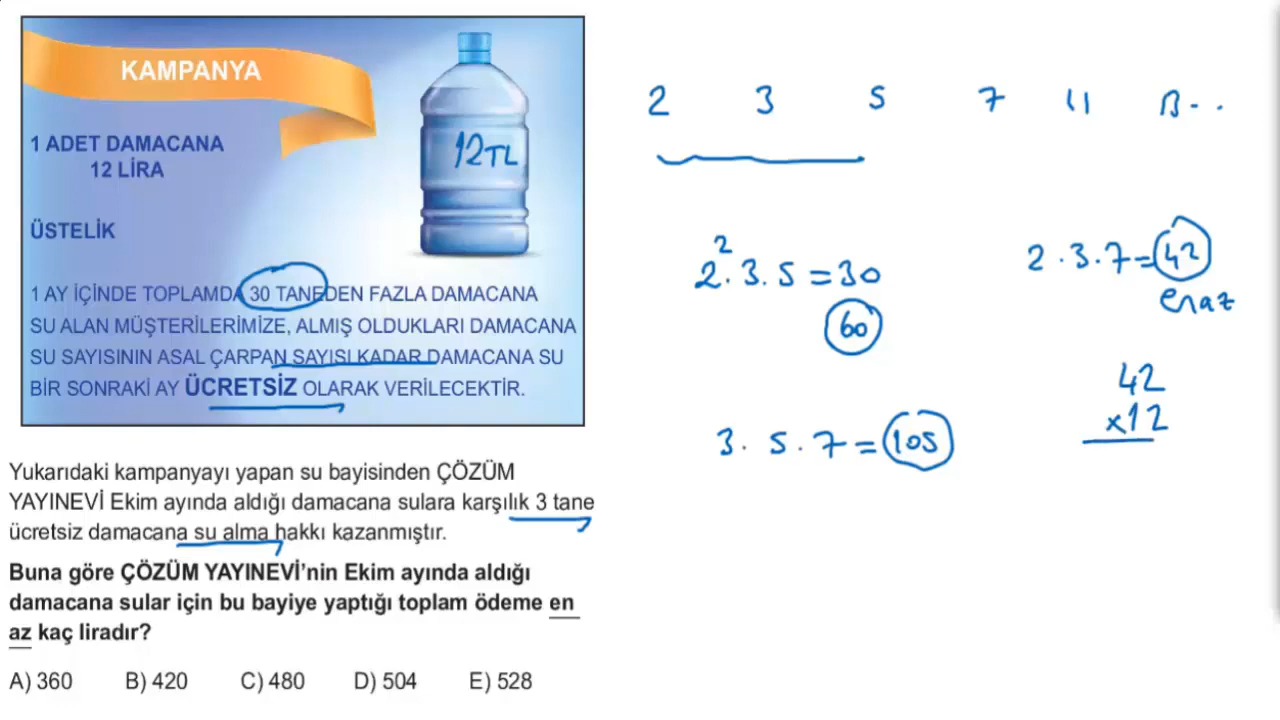 KAMPANYA
1 ADET DAMACANA
12 LİRA
12TL
ÜSTELİK
1 AY İÇİNDE TOPLAMDA 30 TANEDEN FAZLA DAMACANA
SU ALAN MÜŞTERİLERİMİZE, ALMIŞ OLDUKLARI DAMACANA
SU SAYISININ ASAL ÇARPAN SAYISI KADAR DAMACANA SU
BİR SONRAKİ AY ÜCRETSİZ OLARAK VERİLECEKTİR.
Yukarıdaki kampanyayı yapan su bayisinden ÇÖZÜM
YAYINEVİ Ekim ayında aldığı damacana sulara karşılık 3 tane
ücretsiz damacana su alma hakkı kazanmıştır.
Buna göre ÇÖZÜM YAYINEVİ'nin Ekim ayında aldığı
damacana sular için bu bayiye yaptığı toplam ödeme en
az kaç liradır?
A) 360 B) 420 C) 480 D) 504 E) 528
2 3 5 7 11 13...
2².3.5=30
60
3.5.7=105
2.3.7=42
en az
42
x12